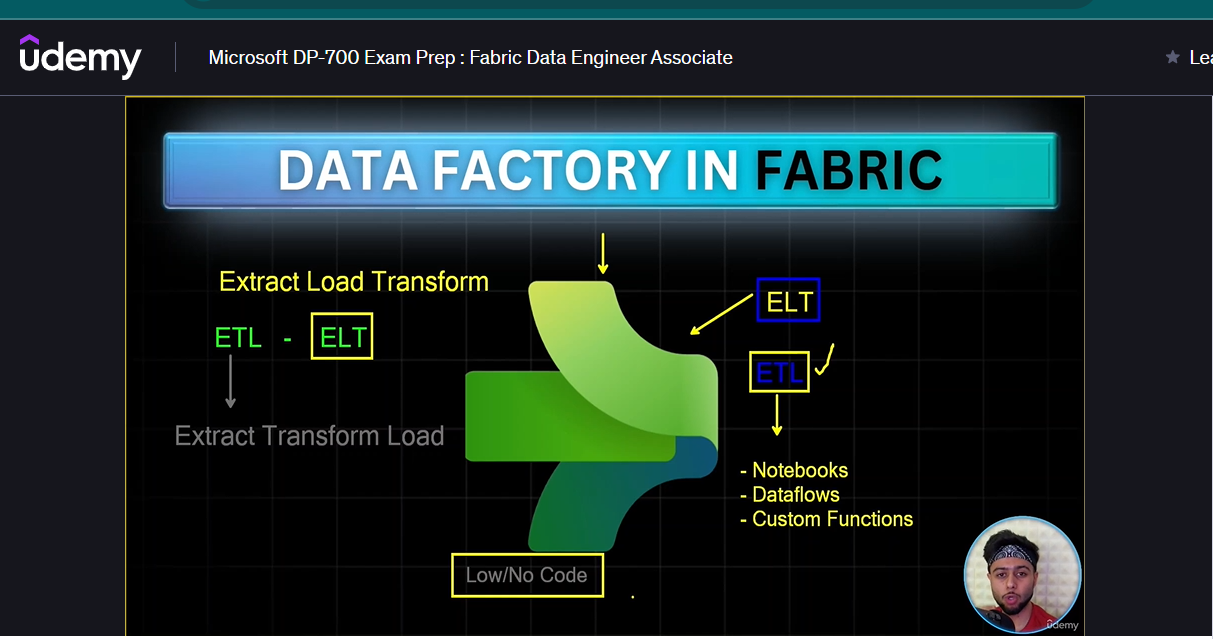 udemy
Microsoft DP-700 Exam Prep : Fabric Data Engineer Associate
Lea
DATA FACTORY IN FABRIC
Extract Load Transform
ETL - ELT
Extract Transform Load
ELT
ETL
- Notebooks
- Dataflows
- Custom Functions
Low/No Code
udemy